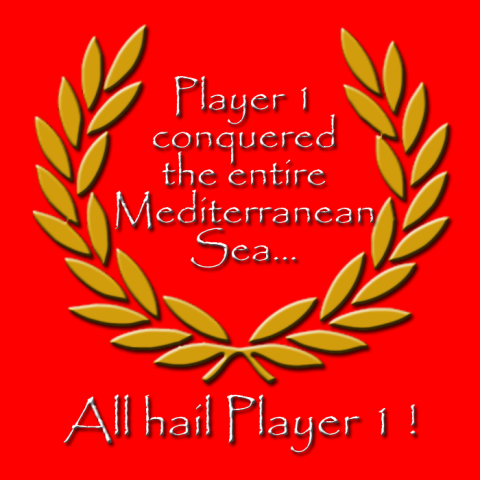 Player 1
conquered
the entire
Mediterranean
Sea...
All hail Player 1 !